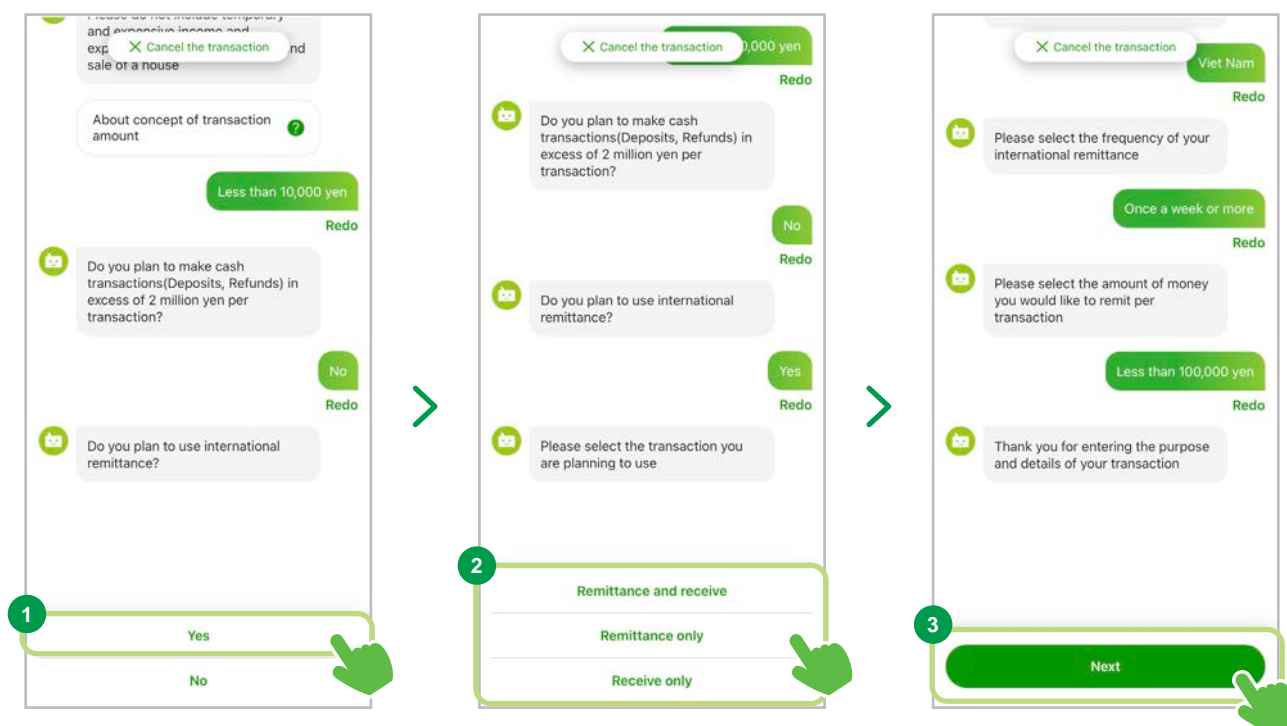 Please do not include temporary
and expensive income and
exp
nd
sale of a house
X Cancel the transaction
About concept of transaction
amount
?
Less than 10,000 yen
Redo
Do you plan to make cash
transactions(Deposits, Refunds) in
excess of 2 million yen per
transaction?
No
Redo
Do you plan to use international
remittance?
1
Yes
No
X Cancel the transaction
0,000 yen
Redo
Do you plan to make cash
transactions(Deposits, Refunds) in
excess of 2 million yen per
transaction?
No
Redo
Do you plan to use international
remittance?
Yes
Redo
Please select the transaction you
are planning to use
2
Remittance and receive
Remittance only
Receive only
X Cancel the transaction
Viet Nam
Redo
Please select the frequency of your
international remittance
Once a week or more
Redo
Please select the amount of money
you would like to remit per
transaction
Less than 100,000 yen
Redo
Thank you for entering the purpose
and details of your transaction
3
Next